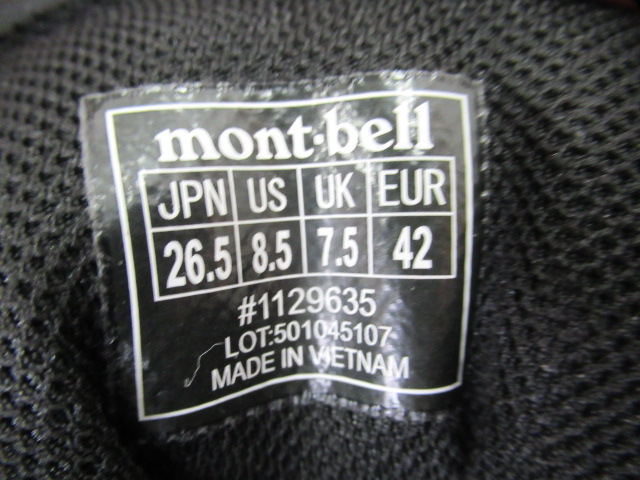 mont·bell
JPN US UK EUR
26.5 8.5 7.5 42
#1129635
LOT:501045107
MADE IN VIETNAM